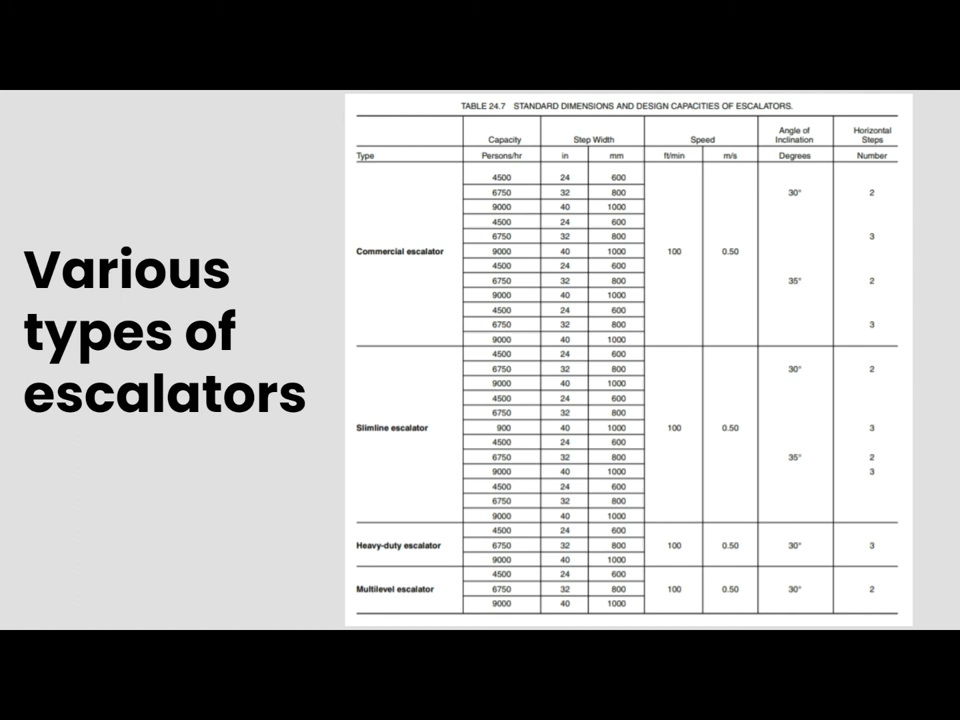 Various
types of
escalators
TABLE 24.7 STANDARD DIMENSIONS AND DESIGN CAPACITIES OF ESCALATORS.
Capacity Step Width Speed Angle of Inclination Horizontal Steps
Type Persons/hr in mm ft/min m/s Degrees Number
4500 24 600
6750 32 800 30° 2
9000 40 1000
4500 24 600
6750 32 800 3
Commercial escalator 9000 40 1000 100 0.50
4500 24 600
6750 32 800 35° 2
9000 40 1000
4500 24 600
6750 32 800 3
9000 40 1000
4500 24 600
6750 32 800 30° 2
9000 40 1000
4500 24 600
6750 32 800
Slimline escalator 900 40 1000 100 0.50 3
4500 24 600
6750 32 800 35° 2
9000 40 1000 3
4500 24 600
6750 32 800
9000 40 1000
4500 24 600
Heavy-duty escalator 6750 32 800 100 0.50 30° 3
9000 40 1000
4500 24 600
Multilevel escalator 6750 32 800 100 0.50 30° 2
9000 40 1000